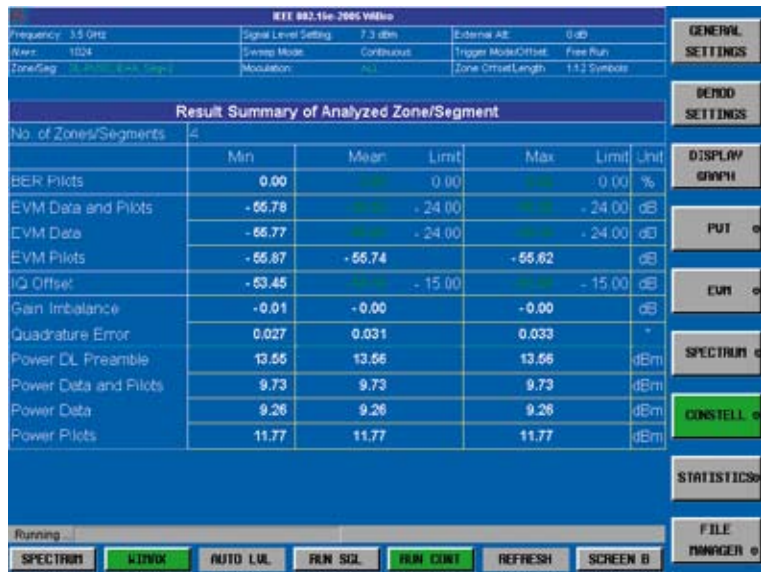 IEEE 802.16e-2005 WiBro
Frequency: 3.5 GHz Signal Level Setting: 7.3 dBm External Att: 0 dB
1024 Sweep Mode: Continuous Trigger Mode/Offset: Free Run
Zone/Seg: Modulation: ALL Zone Offset/Length: 1/12 Symbols
Result Summary of Analyzed Zone/Segment
No. of Zones/Segments 4
Min Mean Limit Max Limit Unit
BER Pilots 0.00 0.00 0.00 %
EVM Data and Pilots - 55.78 - 24.00 - 24.00 dB
EVM Data - 55.77 - 24.00 - 24.00 dB
EVM Pilots - 55.87 - 55.74 - 55.62 dB
IQ Offset - 53.45 - 15.00 - 15.00 dB
Gain Imbalance - 0.01 - 0.00 - 0.00 dB
Quadrature Error 0.027 0.031 0.033 °
Power DL Preamble 13.55 13.56 13.56 dBm
Power Data and Pilots 9.73 9.73 9.73 dBm
Power Data 9.26 9.26 9.26 dBm
Power Pilots 11.77 11.77 11.77 dBm
Running ...
SPECTRUM WIMAX AUTO LVL RUN SGL RUN CONT REFRESH SCREEN B
GENERAL
SETTINGS
DEMOD
SETTINGS
DISPLAY
GRAPH
PVT
EVM
SPECTRUM
CONSTELL
STATISTICS
FILE
MANAGER